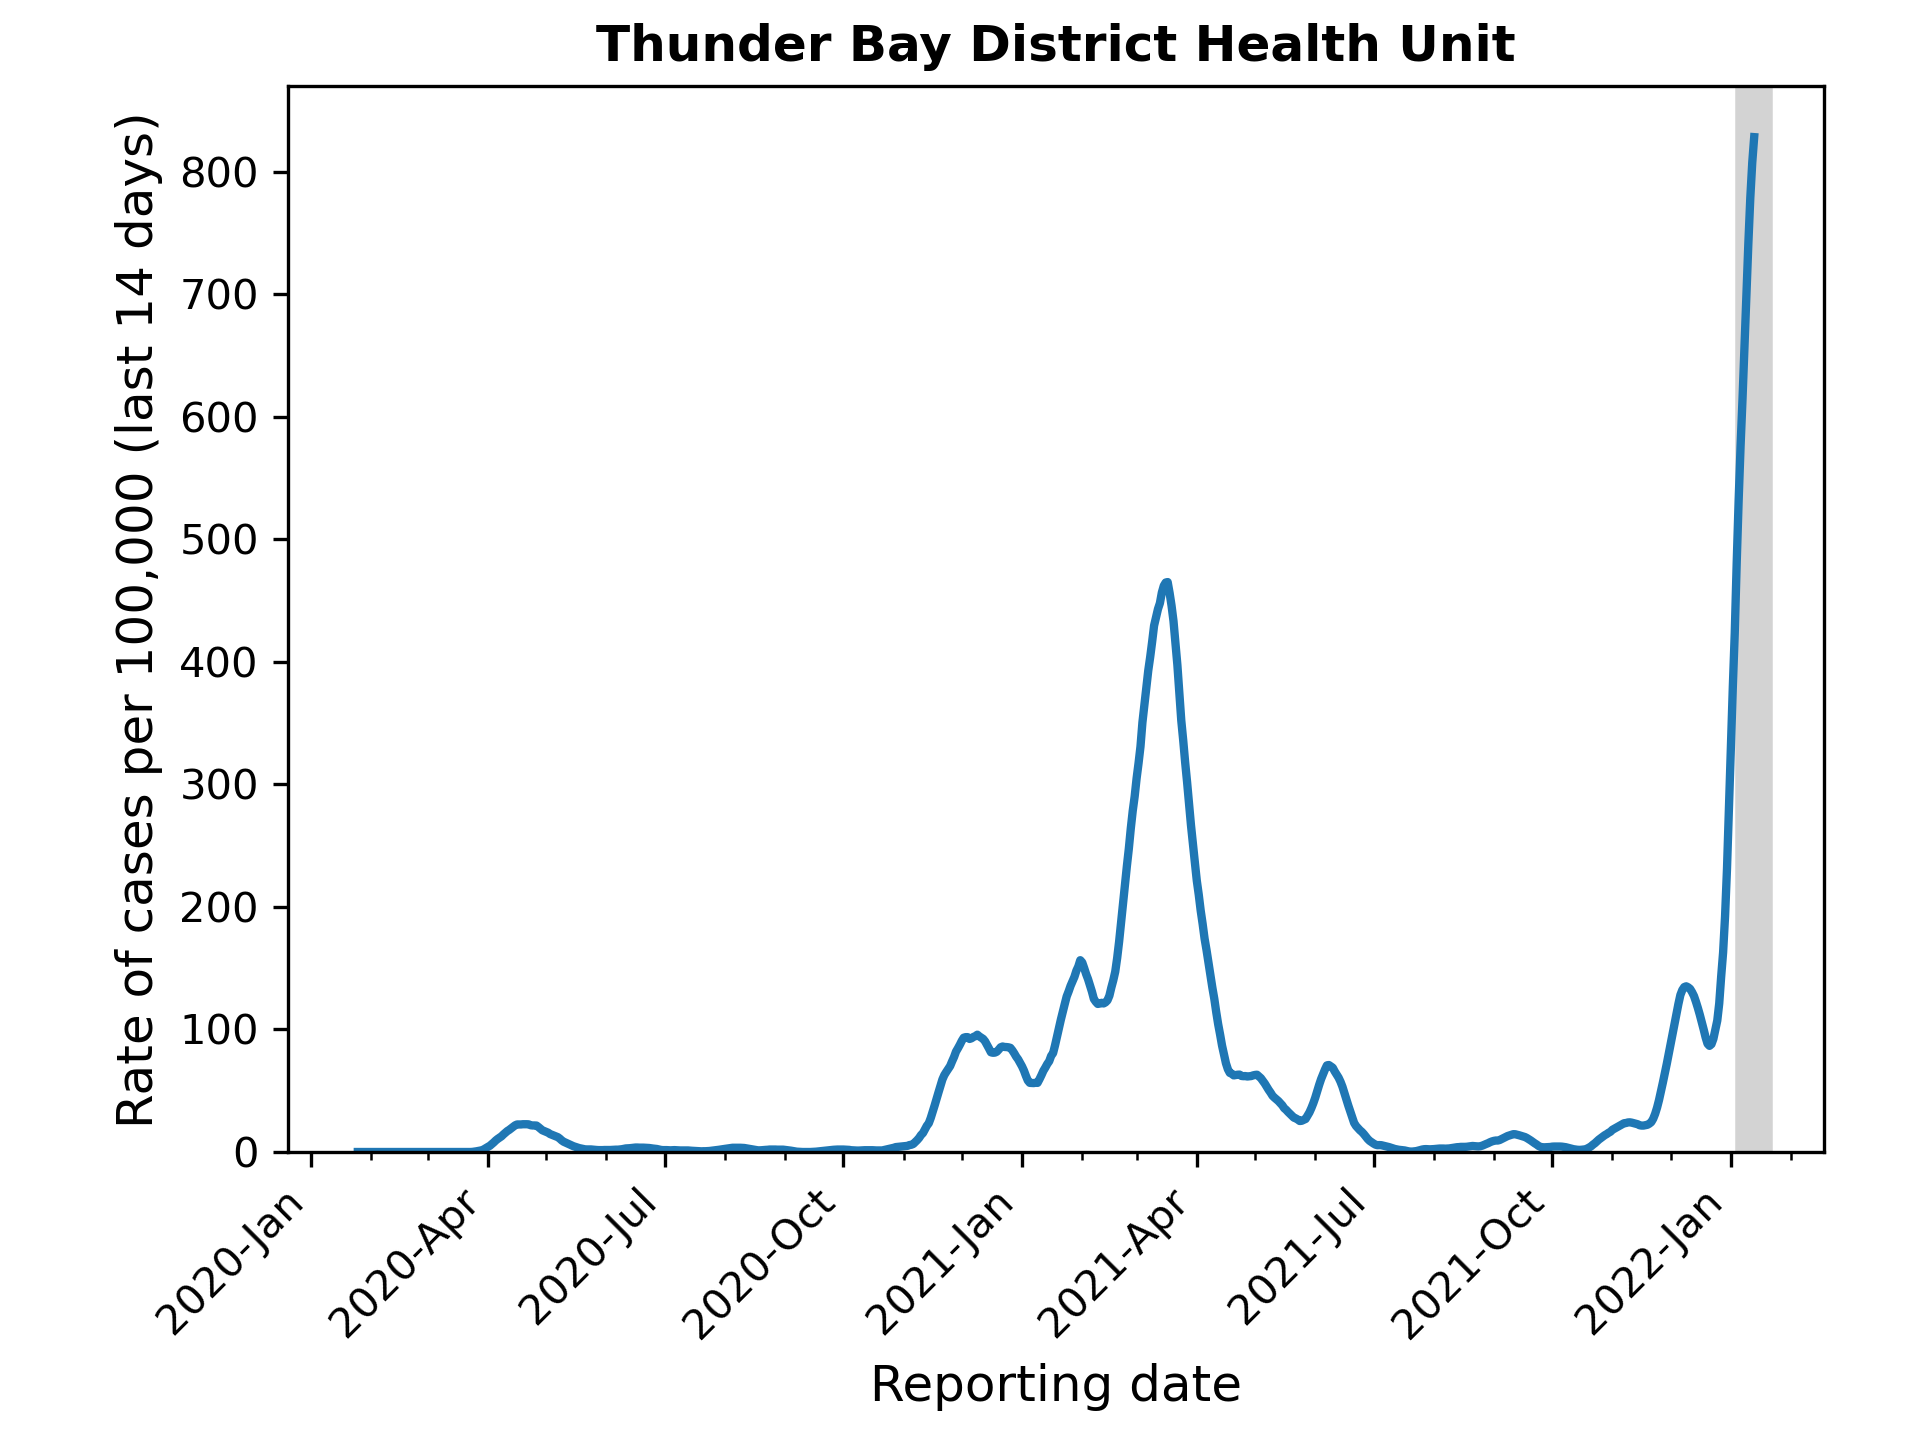 Thunder Bay District Health Unit
Rate of cases per 100,000 (last 14 days)
800
700
600
500
400
300
200
100
0
2020-Jan
2020-Apr
2020-Jul
2020-Oct
2021-Jan
2021-Apr
2021-Jul
2021-Oct
2022-Jan
Reporting date